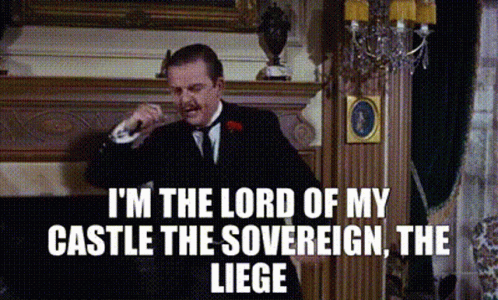 I'M THE LORD OF MY
CASTLE THE SOVEREIGN, THE
LIEGE